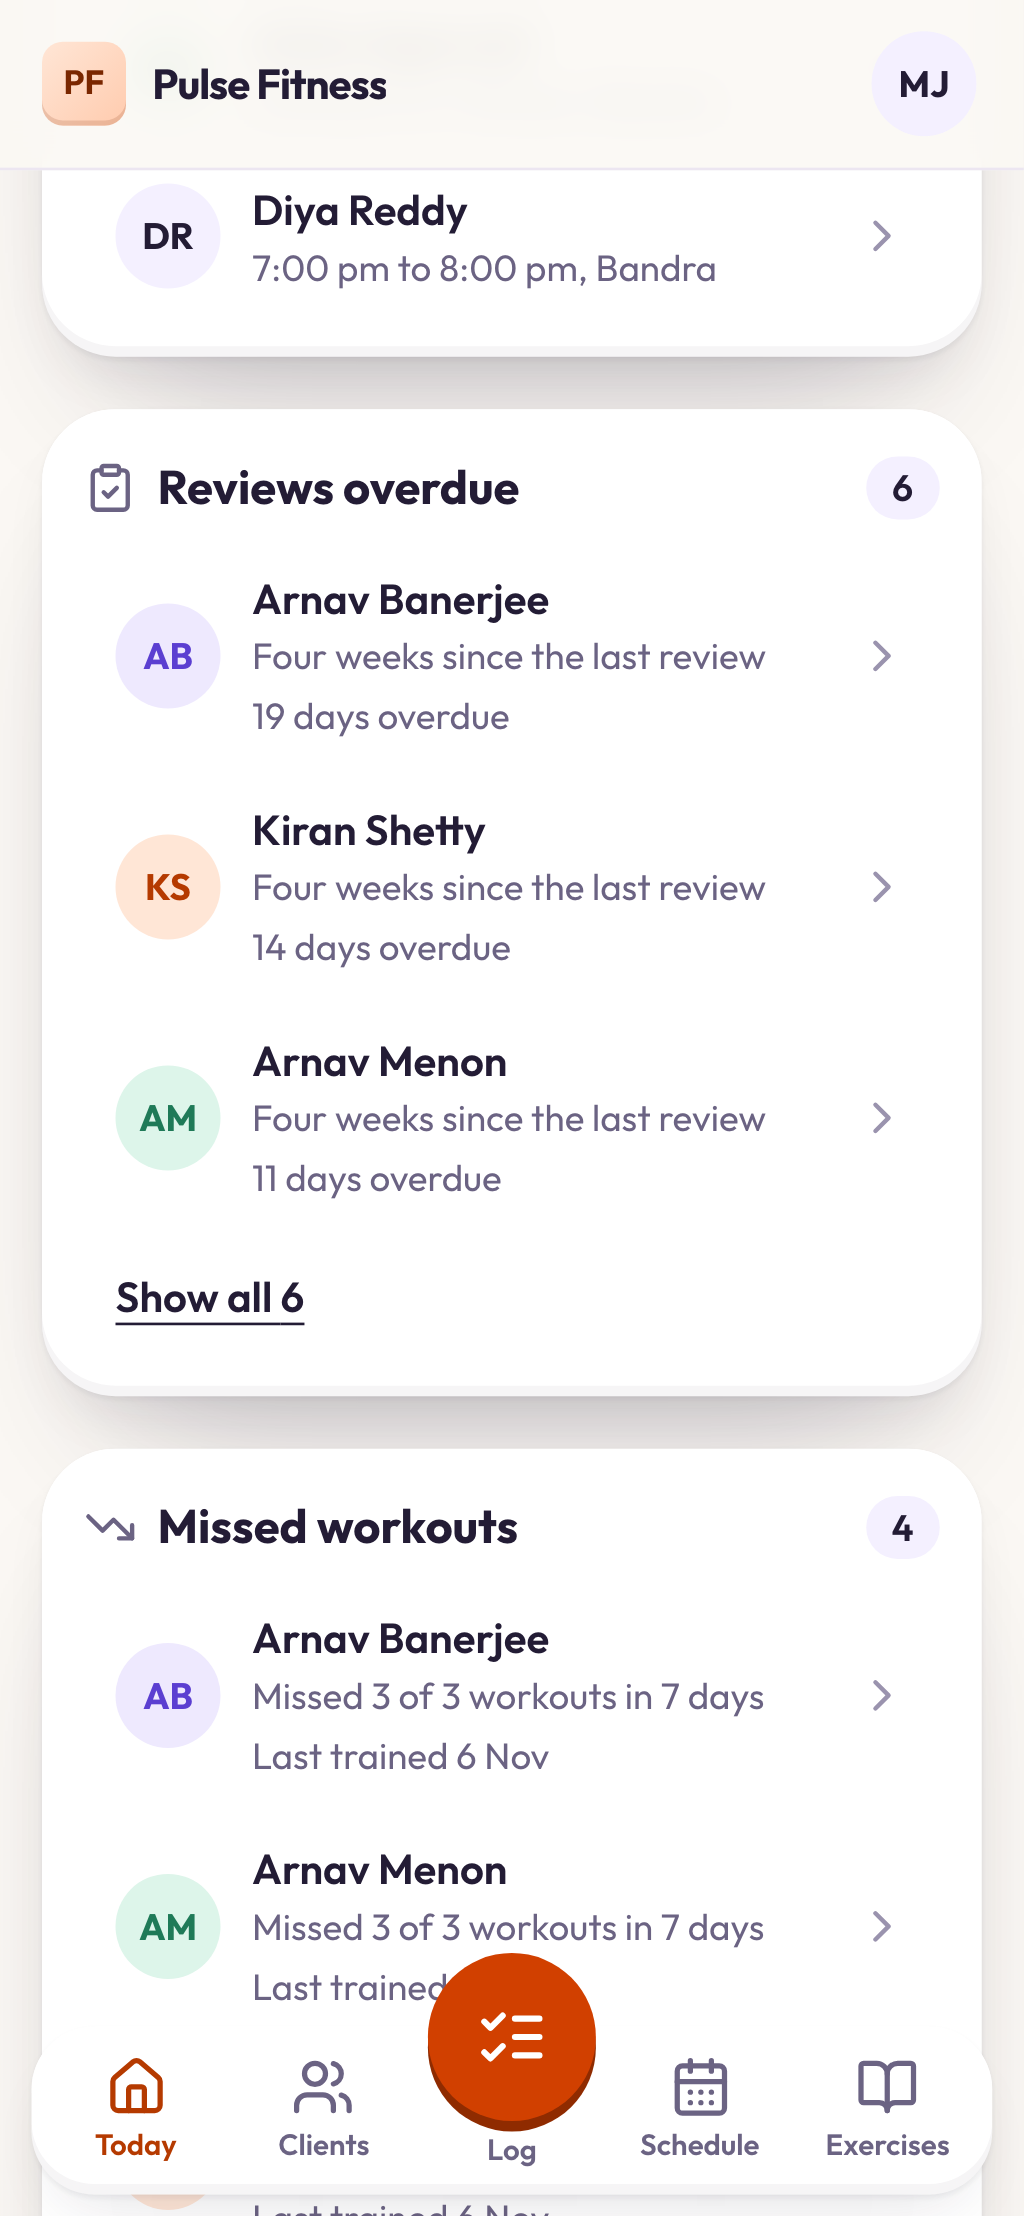 PF
Pulse Fitness
MJ
DR
Diya Reddy
7:00 pm to 8:00 pm, Bandra
Reviews overdue
6
Arnav Banerjee
AB
Four weeks since the last review
19 days overdue
Kiran Shetty
KS
Four weeks since the last review
14 days overdue
Arnav Menon
AM
Four weeks since the last review
11 days overdue
Show all 6
Missed workouts
4
Arnav Banerjee
AB
Missed 3 of 3 workouts in 7 days
Last trained 6 Nov
Arnav Menon
AM
Missed 3 of 3 workouts in 7 days
Last trained
Today
Clients
Log
Schedule
Exercises
Last trained 6 Nov